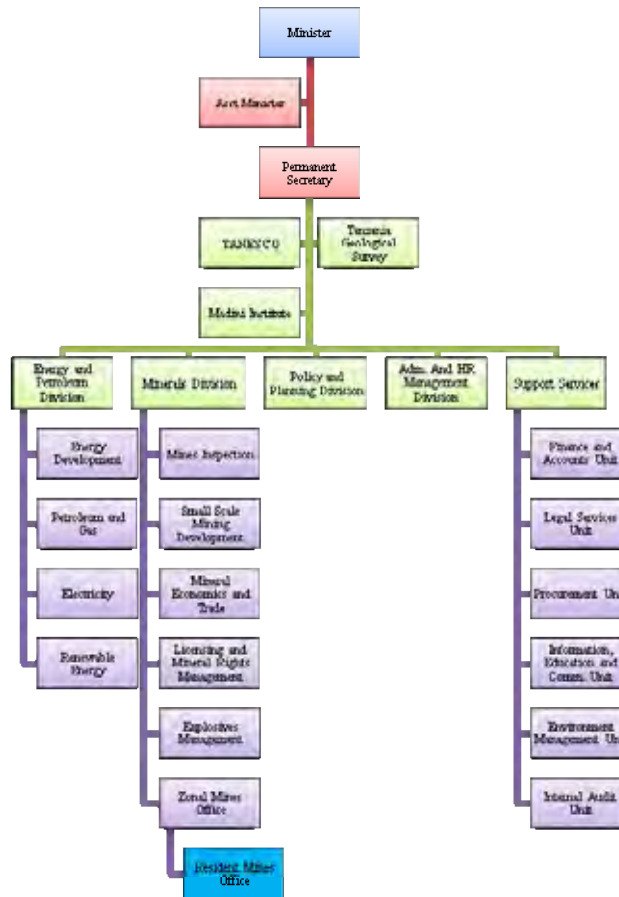 Minister
Asst Minister
Permanent
Secretary
TANESCO
Tanzania
Geological
Survey
Madini Institute
Energy and
Petroleum
Division
Minerals Division
Policy and
Planning Division
Adm. And HR
Management
Division
Support Services
Energy
Development
Mines Inspection
Finance and
Accounts Unit
Petroleum and
Gas
Small Scale
Mining
Development
Legal Services
Unit
Electricity
Mineral
Economics and
Trade
Procurement Uni
Renewable
Energy
Licensing and
Mineral Rights
Management
Information,
Education and
Comm. Unit
Explosives
Management
Environment
Management Uni
Zonal Mines
Office
Internal Audit
Unit
Resident Mines
Office